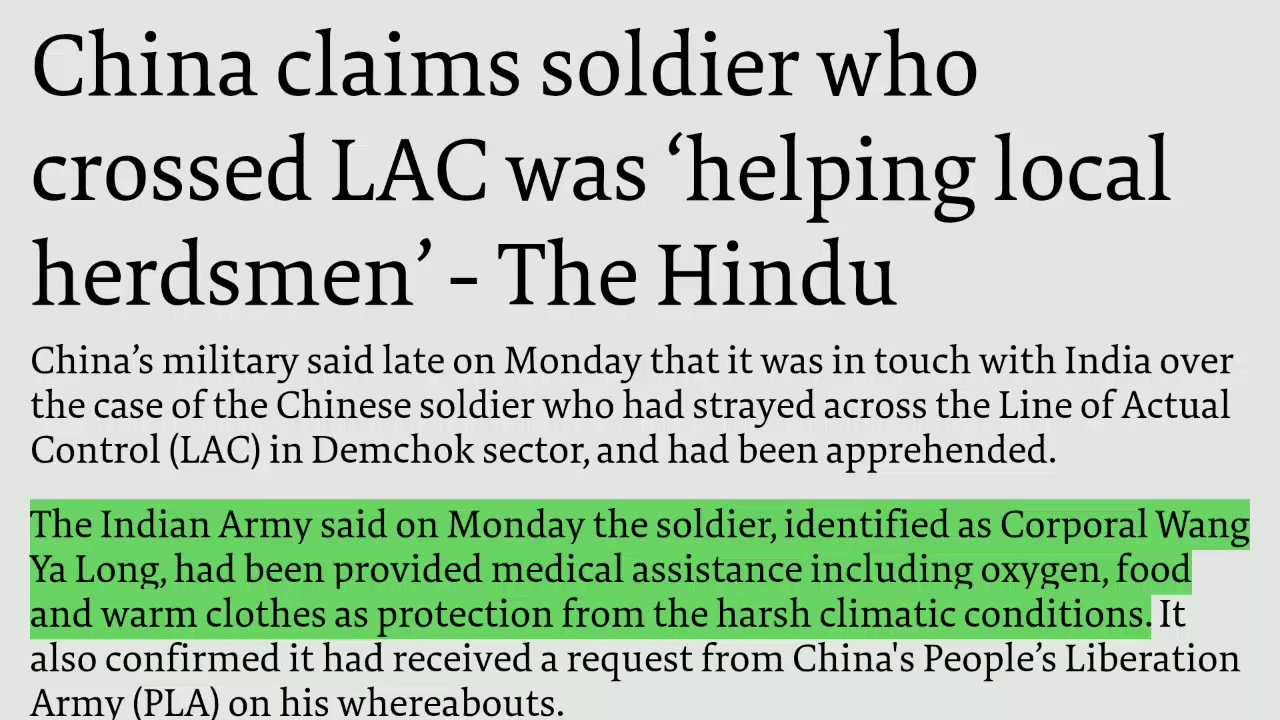 China claims soldier who
crossed LAC was ‘helping local
herdsmen’ - The Hindu
China’s military said late on Monday that it was in touch with India over
the case of the Chinese soldier who had strayed across the Line of Actual
Control (LAC) in Demchok sector, and had been apprehended.
The Indian Army said on Monday the soldier, identified as Corporal Wang
Ya Long, had been provided medical assistance including oxygen, food
and warm clothes as protection from the harsh climatic conditions. It
also confirmed it had received a request from China's People’s Liberation
Army (PLA) on his whereabouts.